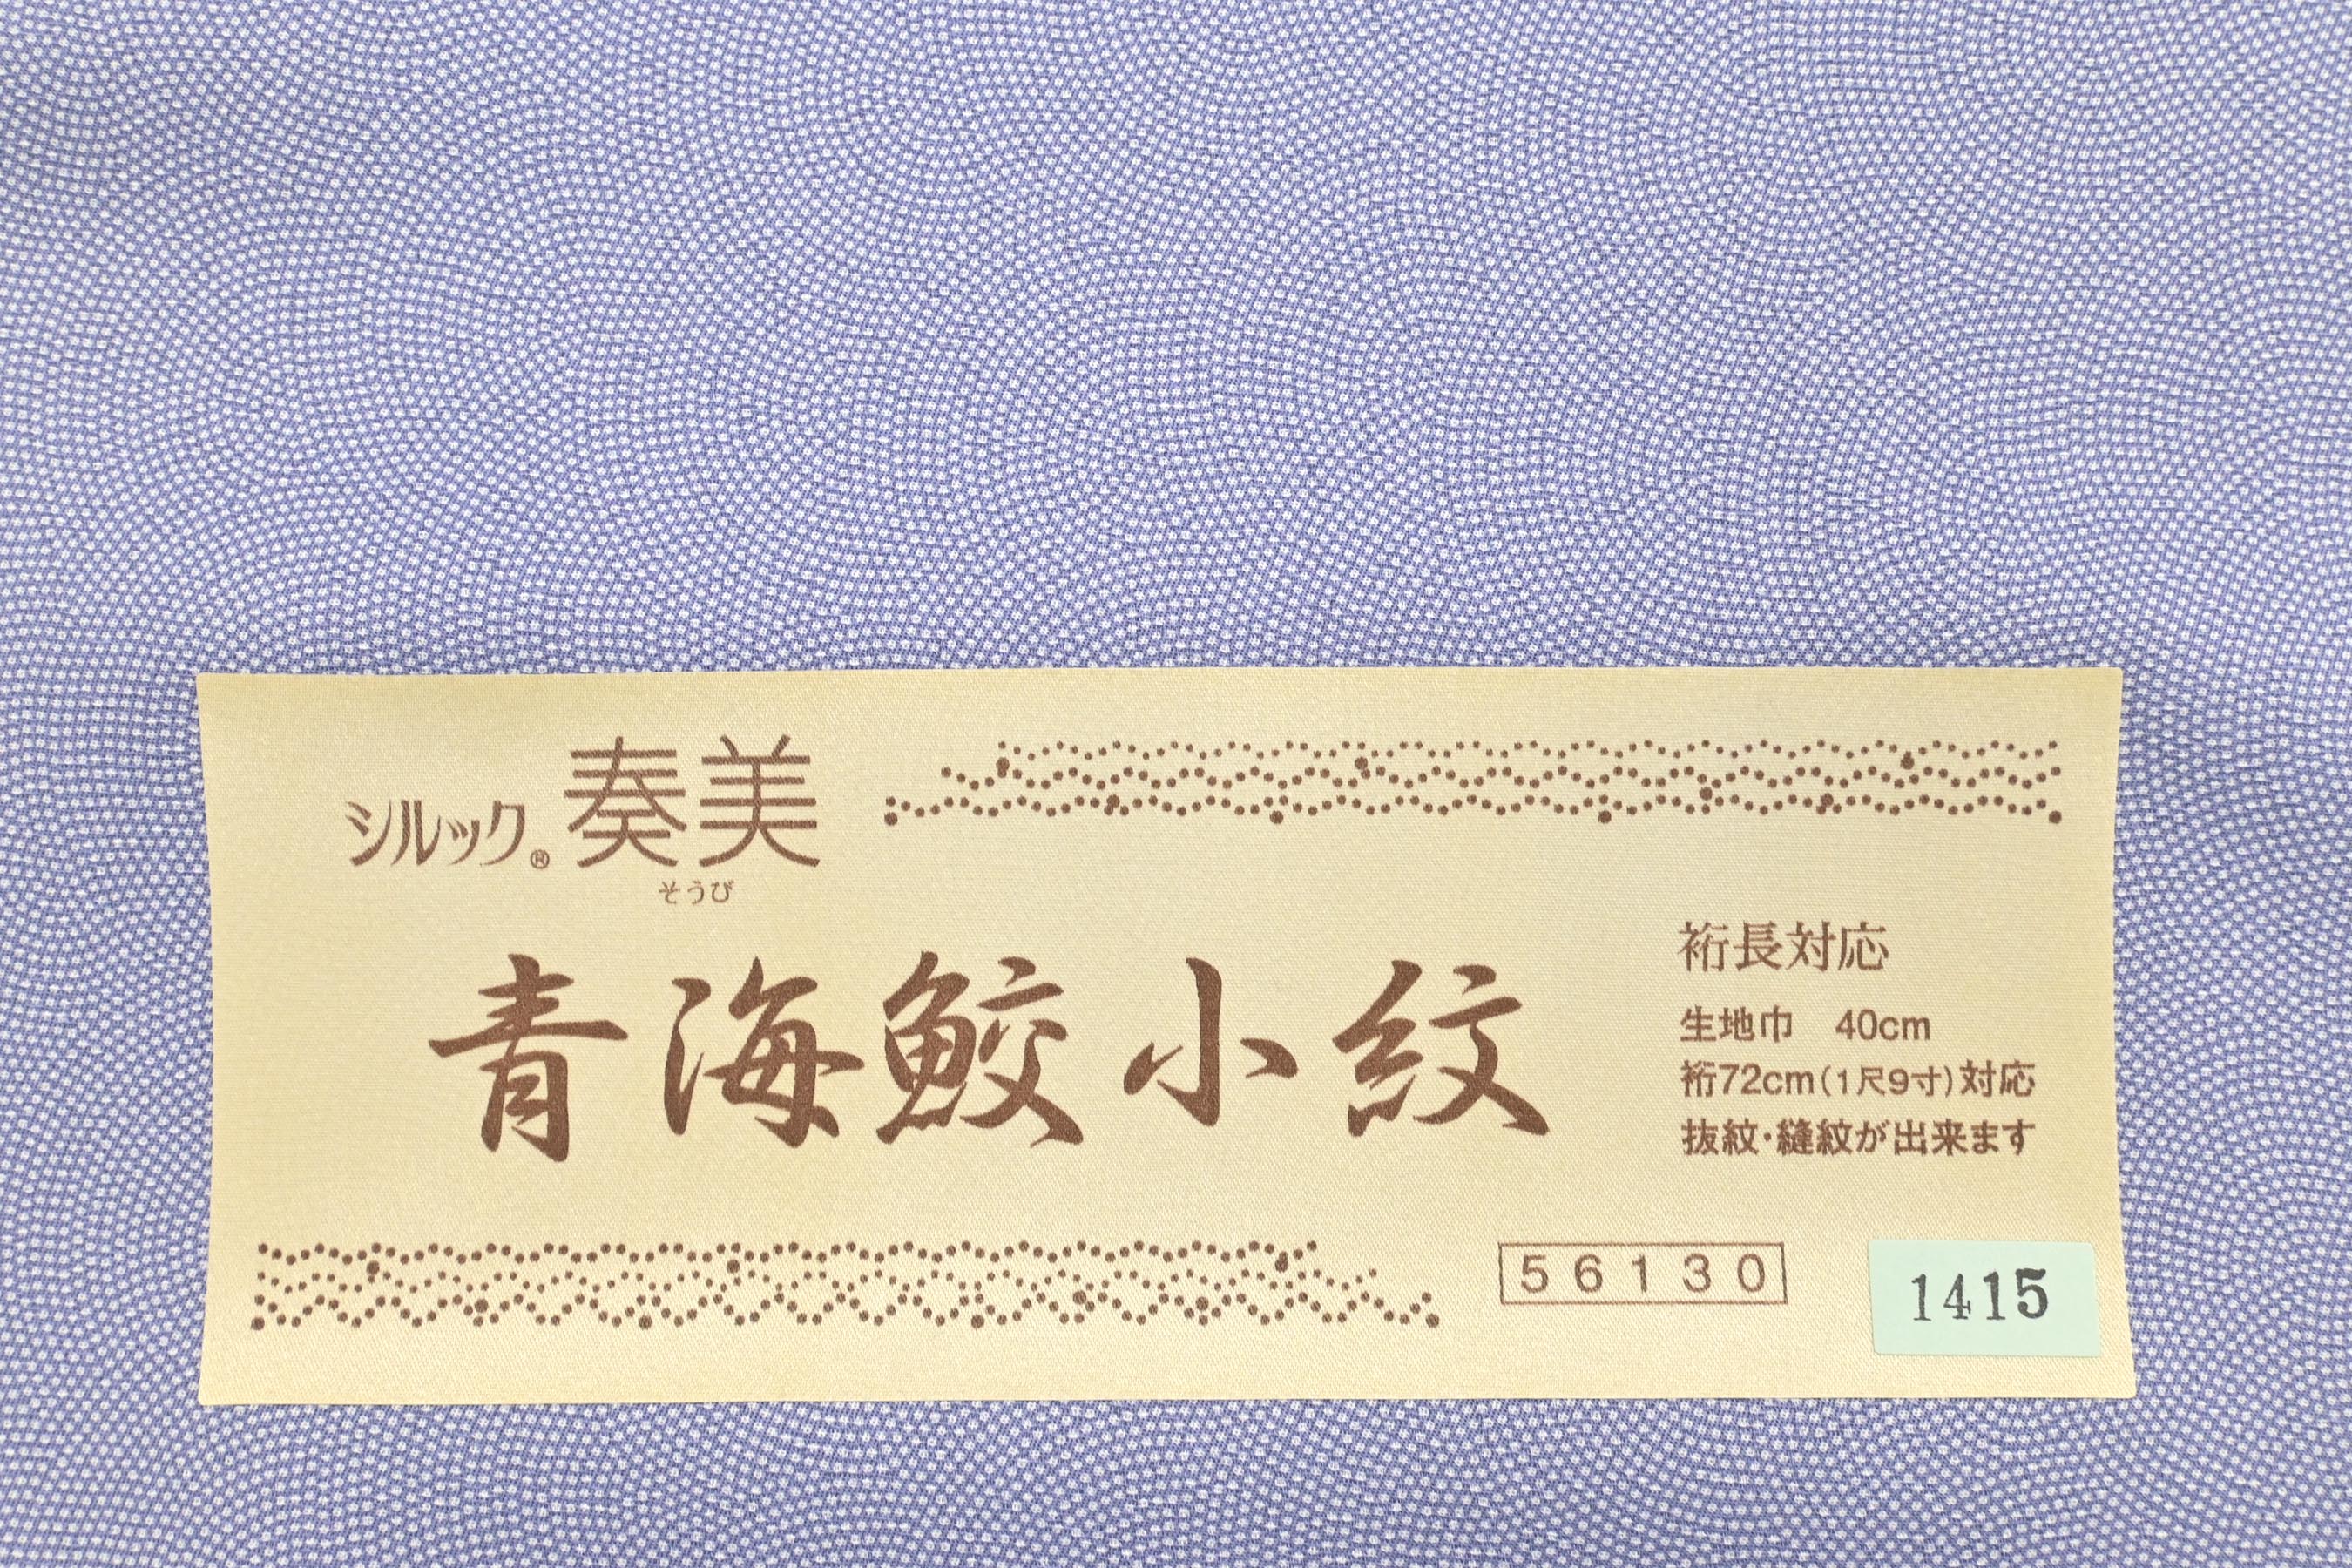 シルック® 奏美
そうび
青海鮫小紋
裄長対応
生地巾 40cm
裄72cm(1尺9寸)対応
抜紋・縫紋が出来ます
56130
1415